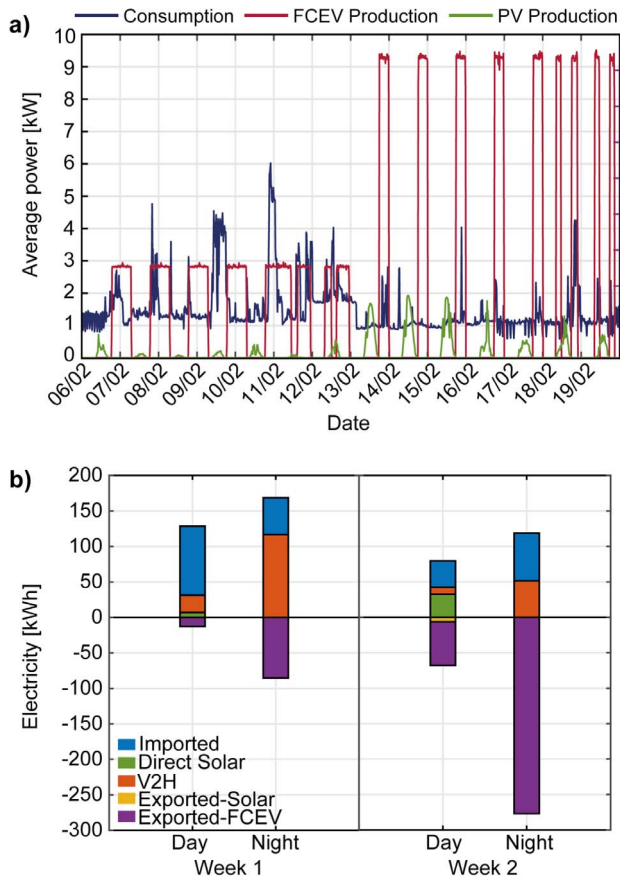 a)
Consumption FCEV Production PV Production
Average power [kW]
10
9
8
7
6
5
4
3
2
1
0
06/02 07/02 08/02 09/02 10/02 11/02 12/02 13/02 14/02 15/02 16/02 17/02 18/02 19/02
Date
b)
Electricity [kWh]
200
150
100
50
0
-50
-100
-150
-200
-250
-300
Imported
Direct Solar
V2H
Exported-Solar
Exported-FCEV
Day Night Day Night
Week 1 Week 2